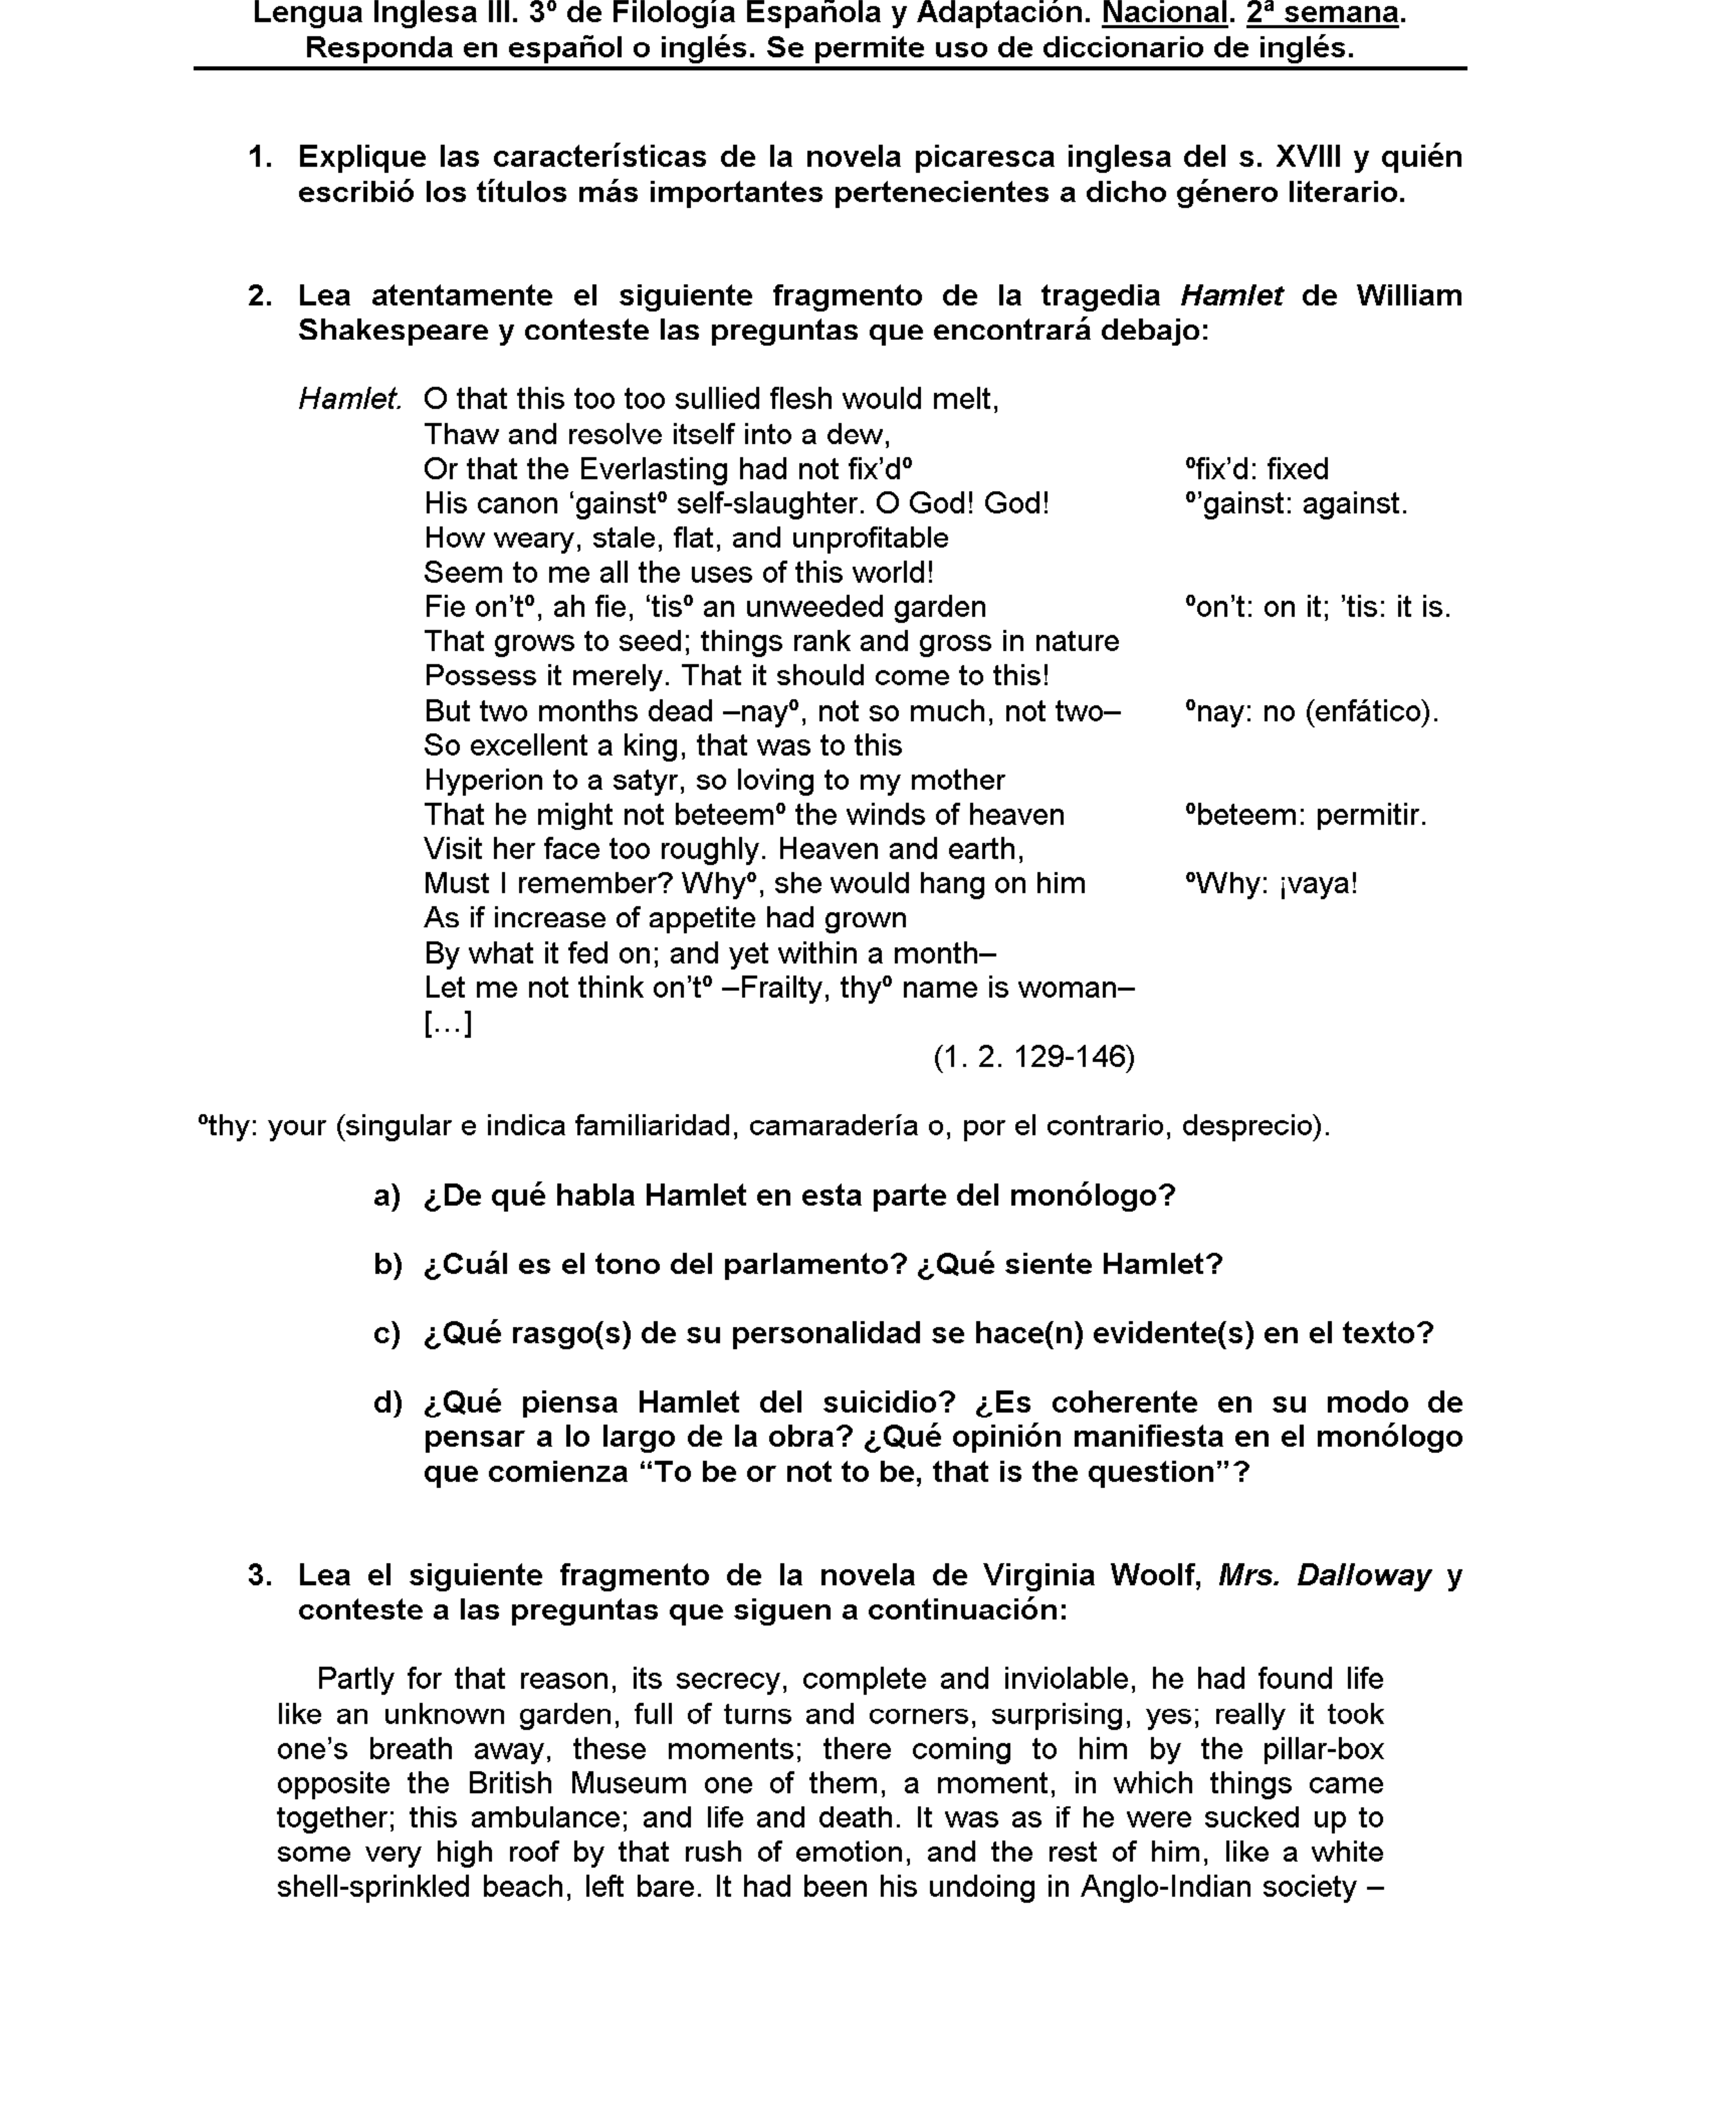 Lengua Inglesa III. 3º de Filología Española y Adaptación. Nacional. 2ª semana.
Responda en español o inglés. Se permite uso de diccionario de inglés.
1. Explique las características de la novela picaresca inglesa del s. XVIII y quién
escribió los títulos más importantes pertenecientes a dicho género literario.
2. Lea atentamente el siguiente fragmento de la tragedia Hamlet de William
Shakespeare y conteste las preguntas que encontrará debajo:
Hamlet. O that this too too sullied flesh would melt,
Thaw and resolve itself into a dew,
Or that the Everlasting had not fix’dº ºfix’d: fixed
His canon ‘gainstº self-slaughter. O God! God! º’gainst: against.
How weary, stale, flat, and unprofitable
Seem to me all the uses of this world!
Fie on’tº, ah fie, ‘tisº an unweeded garden ºon’t: on it; ’tis: it is.
That grows to seed; things rank and gross in nature
Possess it merely. That it should come to this!
But two months dead –nayº, not so much, not two– ºnay: no (enfático).
So excellent a king, that was to this
Hyperion to a satyr, so loving to my mother
That he might not beteemº the winds of heaven ºbeteem: permitir.
Visit her face too roughly. Heaven and earth,
Must I remember? Whyº, she would hang on him ºWhy: ¡vaya!
As if increase of appetite had grown
By what it fed on; and yet within a month–
Let me not think on’tº –Frailty, thyº name is woman–
[…]
(1. 2. 129-146)
ºthy: your (singular e indica familiaridad, camaradería o, por el contrario, desprecio).
a) ¿De qué habla Hamlet en esta parte del monólogo?
b) ¿Cuál es el tono del parlamento? ¿Qué siente Hamlet?
c) ¿Qué rasgo(s) de su personalidad se hace(n) evidente(s) en el texto?
d) ¿Qué piensa Hamlet del suicidio? ¿Es coherente en su modo de
pensar a lo largo de la obra? ¿Qué opinión manifiesta en el monólogo
que comienza “To be or not to be, that is the question”?
3. Lea el siguiente fragmento de la novela de Virginia Woolf, Mrs. Dalloway y
conteste a las preguntas que siguen a continuación:
Partly for that reason, its secrecy, complete and inviolable, he had found life
like an unknown garden, full of turns and corners, surprising, yes; really it took
one’s breath away, these moments; there coming to him by the pillar-box
opposite the British Museum one of them, a moment, in which things came
together; this ambulance; and life and death. It was as if he were sucked up to
some very high roof by that rush of emotion, and the rest of him, like a white
shell-sprinkled beach, left bare. It had been his undoing in Anglo-Indian society –